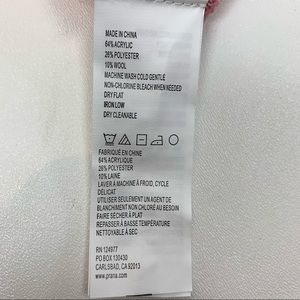 MADE IN CHINA
64% ACRYLIC
26% POLYESTER
10% WOOL
MACHINE WASH COLD GENTLE
NON-CHLORINE BLEACH WHEN NEEDED
DRY FLAT
IRON LOW
DRY CLEANABLE
FABRIQUÉ EN CHINE
64% ACRYLIQUE
26% POLYESTER
10% LAINE
LAVER À MACHINE À FROID, CYCLE
DÉLICAT
UTILISER SEULEMENT UN AGENT DE
BLANCHIMENT NON CHLORÉ AU BESOIN
FAIRE SÉCHER À PLAT
REPASSER À BASSE TEMPÉRATURE
NETTOYABLE À SEC
RN 124977
PO BOX 130430
CARLSBAD, CA 92013
www.prana.com